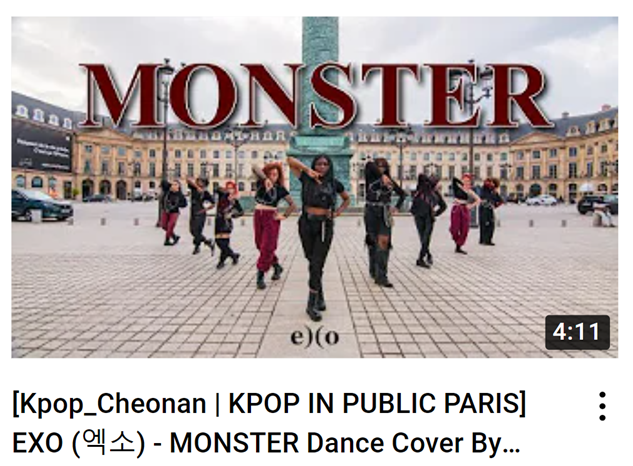 MONSTER
e)(o
4:11
[Kpop_Cheonan | KPOP IN PUBLIC PARIS]
EXO (엑소) - MONSTER Dance Cover By...